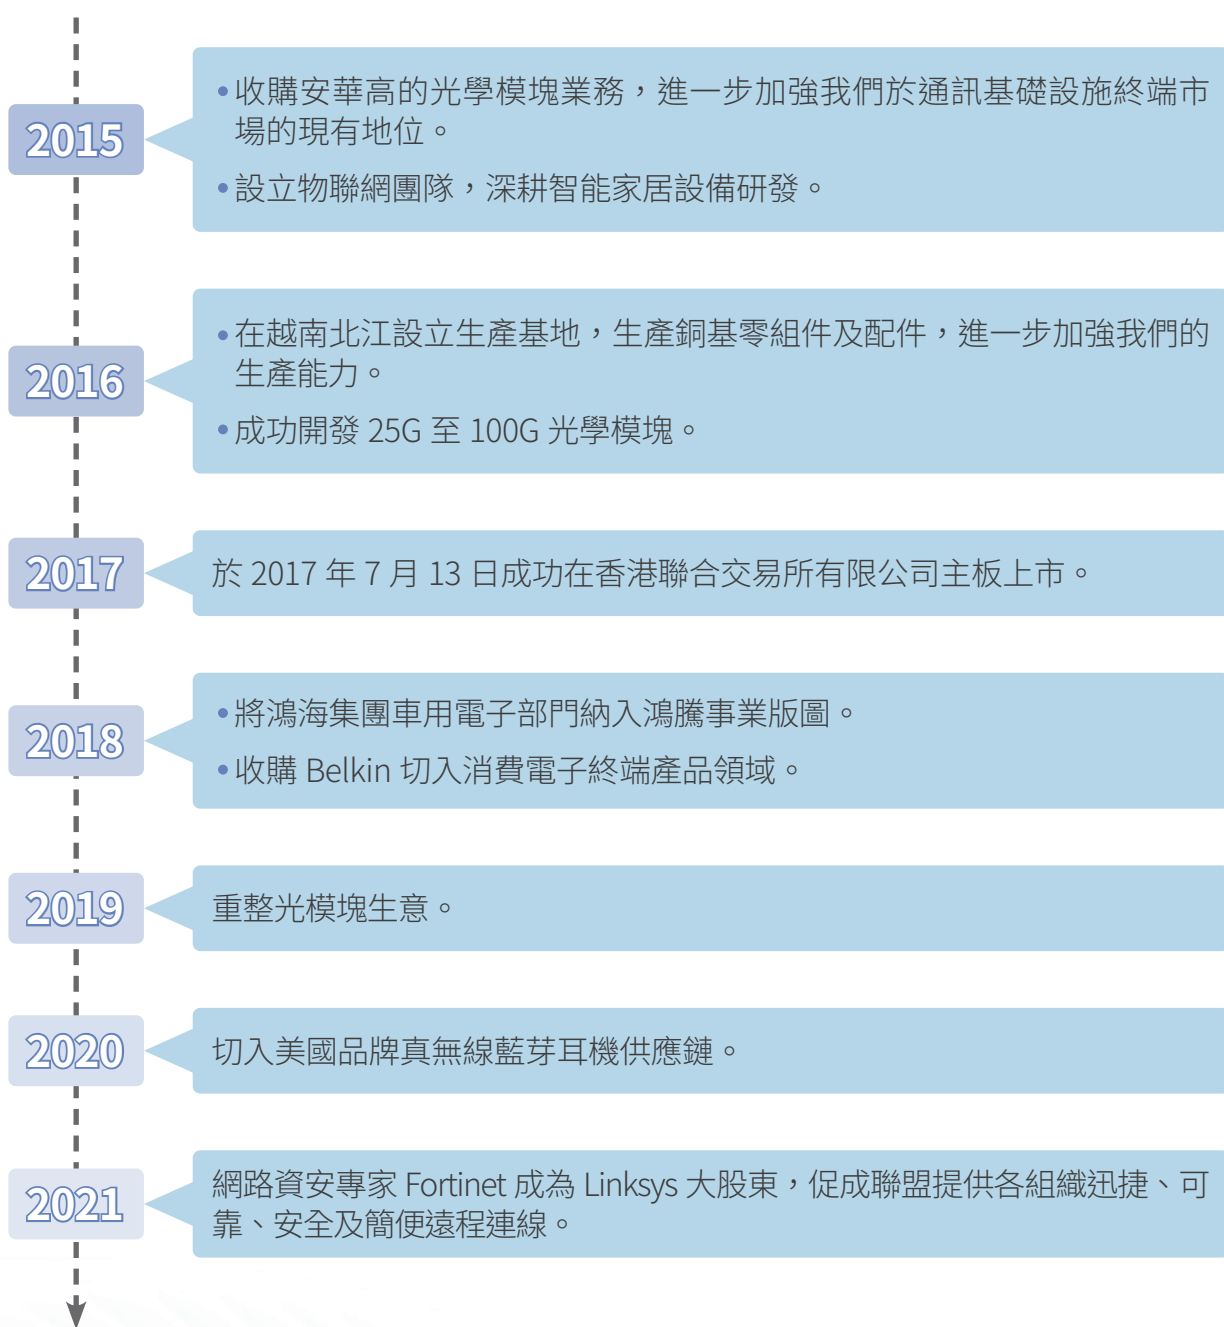 2015
•收購安華高的光學模塊業務，進一步加強我們於通訊基礎設施終端市
場的現有地位。
•設立物聯網團隊，深耕智能家居設備研發。
2016
•在越南北江設立生產基地，生產銅基零組件及配件，進一步加強我們的
生產能力。
•成功開發 25G 至 100G 光學模塊。
2017
於 2017 年 7 月 13 日成功在香港聯合交易所有限公司主板上市。
2018
•將鴻海集團車用電子部門納入鴻騰事業版圖。
•收購 Belkin 切入消費電子終端產品領域。
2019
重整光模塊生意。
2020
切入美國品牌真無線藍芽耳機供應鏈。
2021
網路資安專家 Fortinet 成為 Linksys 大股東，促成聯盟提供各組織迅捷、可
靠、安全及簡便遠程連線。